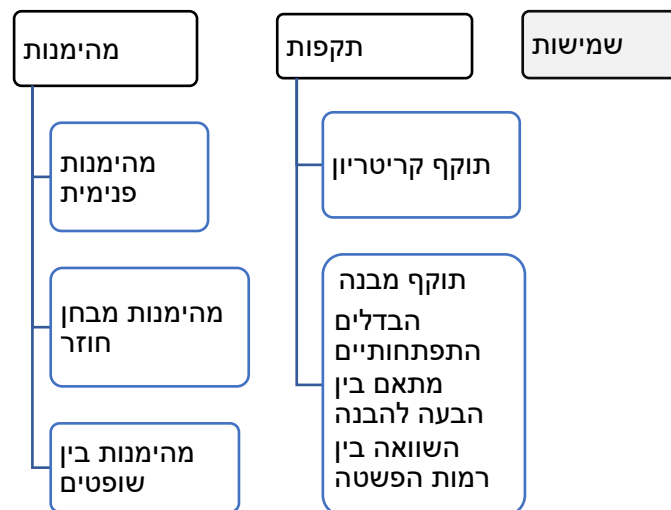 שמישות
תקפות
תוקף קריטריון
תוקף מבנה
הבדלים
התפתחותיים
מתאם בין
הבעה להבנה
השוואה בין
רמות הפשטה
מהימנות
מהימנות
פנימית
מהימנות מבחן
חוזר
מהימנות בין
שופטים